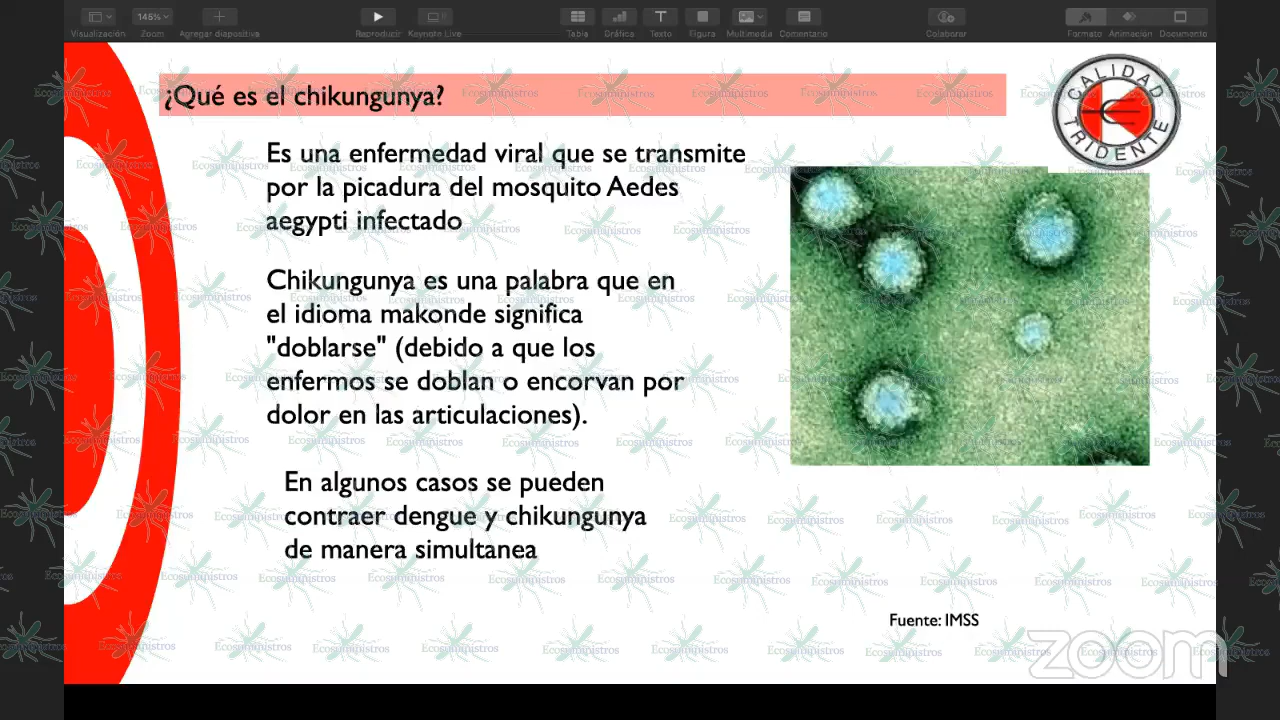 145%
Visualización Zoom Agregar diapositiva Reproducir Keynote Live Tabla Gráfica Texto Figura Multimedia Comentario Colaborar Formato Animación Documento
¿Qué es el chikungunya?
CALIDAD
TRIDENTE
Es una enfermedad viral que se transmite
por la picadura del mosquito Aedes
aegypti infectado
Chikungunya es una palabra que en
el idioma makonde significa
"doblarse" (debido a que los
enfermos se doblan o encorvan por
dolor en las articulaciones).
En algunos casos se pueden
contraer dengue y chikungunya
de manera simultanea
Fuente: IMSS
Ecosuministros
zoom